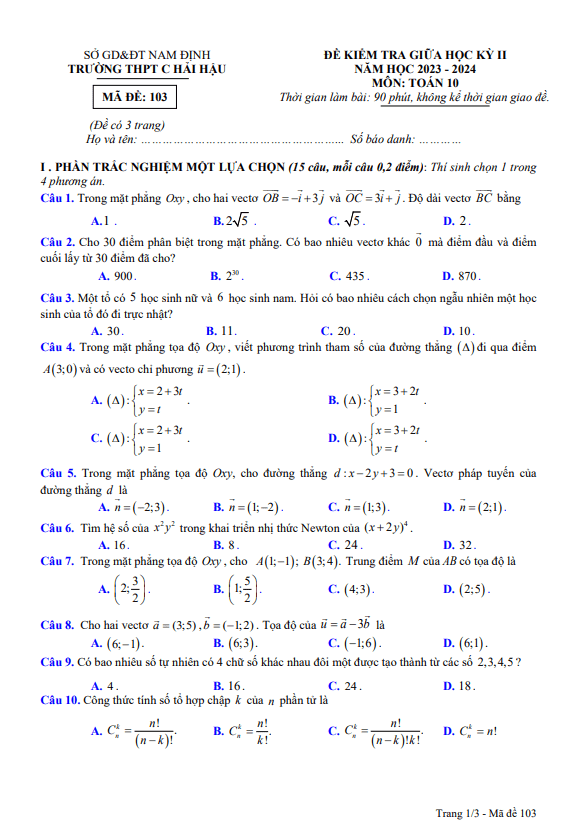 SỞ GD&ĐT NAM ĐỊNH
TRƯỜNG THPT C HẢI HẬU
MÃ ĐỀ: 103
(Đề có 3 trang)
ĐỀ KIỂM TRA GIỮA HỌC KỲ II
NĂM HỌC 2023 - 2024
MÔN: TOÁN 10
Thời gian làm bài: 90 phút, không kể thời gian giao đề.
Họ và tên: ……………………………………………... Số báo danh: …………
I . PHẦN TRẮC NGHIỆM MỘT LỰA CHỌN (15 câu, mỗi câu 0,2 điểm): Thí sinh chọn 1 trong
4 phương án.
Câu 1. Trong mặt phẳng Oxy , cho hai vectơ $\overrightarrow{OB} = -\vec{i} + 3\vec{j}$ và $\overrightarrow{OC} = 3\vec{i} + \vec{j}$. Độ dài vectơ $\overrightarrow{BC}$ bằng
A. 1 . B. $2\sqrt{5}$ . C. $\sqrt{5}$ . D. 2 .
Câu 2. Cho 30 điểm phân biệt trong mặt phẳng. Có bao nhiêu vectơ khác $\vec{0}$ mà điểm đầu và điểm
cuối lấy từ 30 điểm đã cho?
A. 900 . B. $2^{30}$ . C. 435 . D. 870 .
Câu 3. Một tổ có 5 học sinh nữ và 6 học sinh nam. Hỏi có bao nhiêu cách chọn ngẫu nhiên một học
sinh của tổ đó đi trực nhật?
A. 30 . B. 11 . C. 20 . D. 10 .
Câu 4. Trong mặt phẳng tọa độ Oxy , viết phương trình tham số của đường thẳng (Δ) đi qua điểm
A(3;0) và có vectơ chỉ phương $\vec{u} = (2;1)$ .
A. $(\Delta): \begin{cases} x = 2+3t \\ y = t \end{cases}$ . B. $(\Delta): \begin{cases} x = 3+2t \\ y = 1 \end{cases}$ .
C. $(\Delta): \begin{cases} x = 2+3t \\ y = 1 \end{cases}$ . D. $(\Delta): \begin{cases} x = 3+2t \\ y = t \end{cases}$ .
Câu 5. Trong mặt phẳng tọa độ Oxy, cho đường thẳng d : x − 2y + 3 = 0 . Vectơ pháp tuyến của
đường thẳng d là
A. $\vec{n} = (-2;3)$ . B. $\vec{n} = (1;-2)$ . C. $\vec{n} = (1;3)$ . D. $\vec{n} = (2;1)$ .
Câu 6. Tìm hệ số của $x^2y^2$ trong khai triển nhị thức Newton của $(x+2y)^4$ .
A. 16 . B. 8 . C. 24 . D. 32 .
Câu 7. Trong mặt phẳng tọa độ Oxy , cho A(1;−1); B(3;4). Trung điểm M của AB có tọa độ là
A. $\left(2;\frac{3}{2}\right)$ . B. $\left(1;\frac{5}{2}\right)$ . C. (4;3) . D. (2;5) .
Câu 8. Cho hai vectơ $\vec{a} = (3;5)$ , $\vec{b} = (-1;2)$ . Tọa độ của $\vec{u} = \vec{a} - 3\vec{b}$ là
A. (6;−1) . B. (6;3) . C. (−1;6) . D. (6;1) .
Câu 9. Có bao nhiêu số tự nhiên có 4 chữ số khác nhau đôi một được tạo thành từ các số 2,3,4,5 ?
A. 4 . B. 16 . C. 24 . D. 18 .
Câu 10. Công thức tính số tổ hợp chập k của n phần tử là
A. $C_n^k = \frac{n!}{(n-k)!}$. B. $C_n^k = \frac{n!}{k!}$. C. $C_n^k = \frac{n!}{(n-k)!k!}$. D. $C_n^k = n!$
Trang 1/3 - Mã đề 103